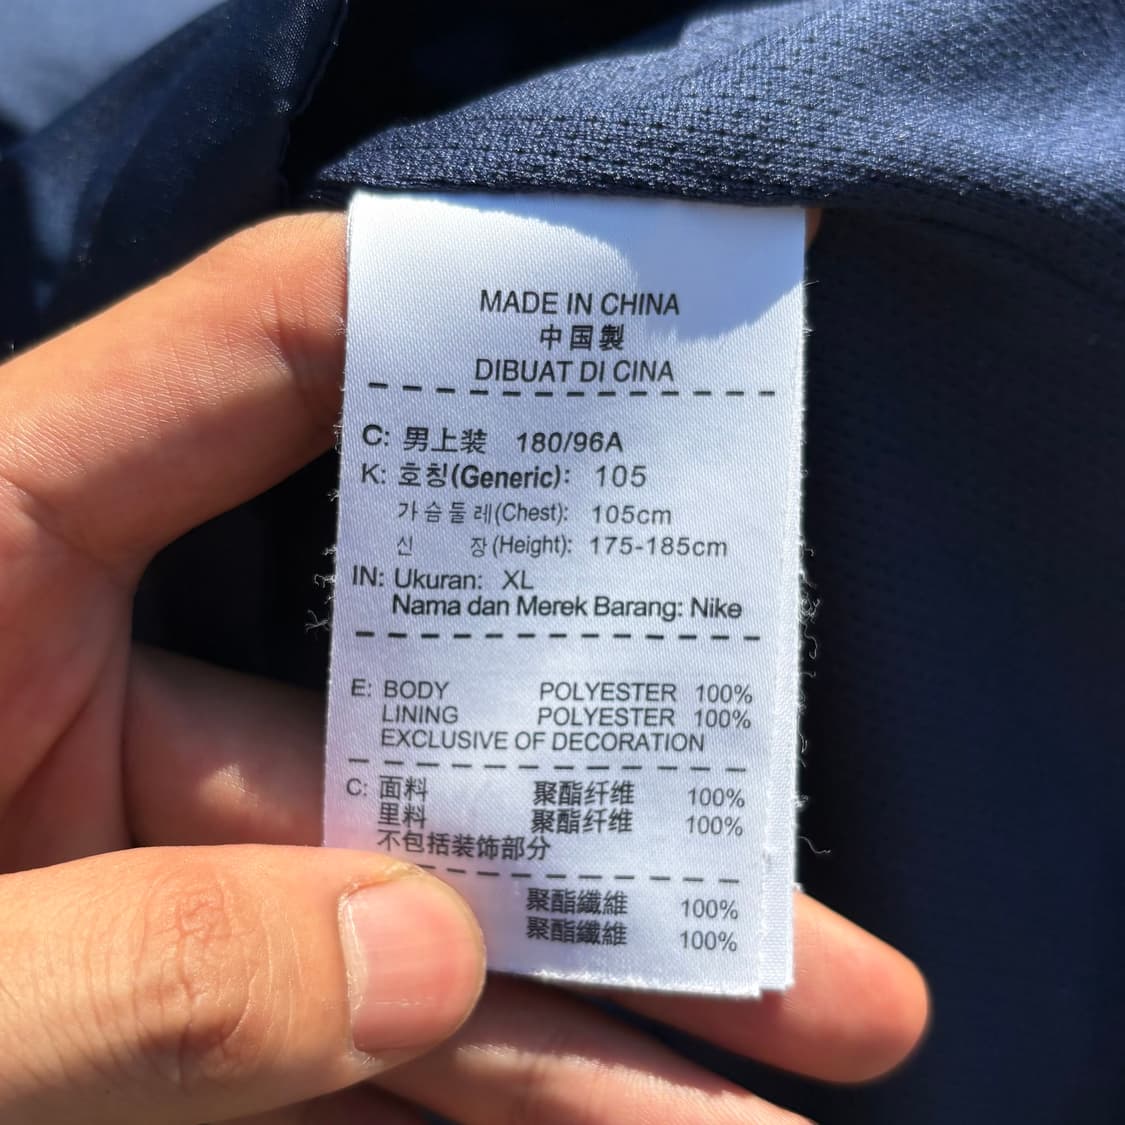 MADE IN CHINA
中国製
DIBUAT DI CINA
C: 男上装 180/96A
K: 호칭(Generic): 105
가슴둘레(Chest): 105cm
신 장(Height): 175-185cm
IN: Ukuran: XL
Nama dan Merek Barang: Nike
E: BODY POLYESTER 100%
LINING POLYESTER 100%
EXCLUSIVE OF DECORATION
C: 面料 聚酯纤维 100%
里料 聚酯纤维 100%
不包括装饰部分
聚酯纖維 100%
聚酯纖維 100%